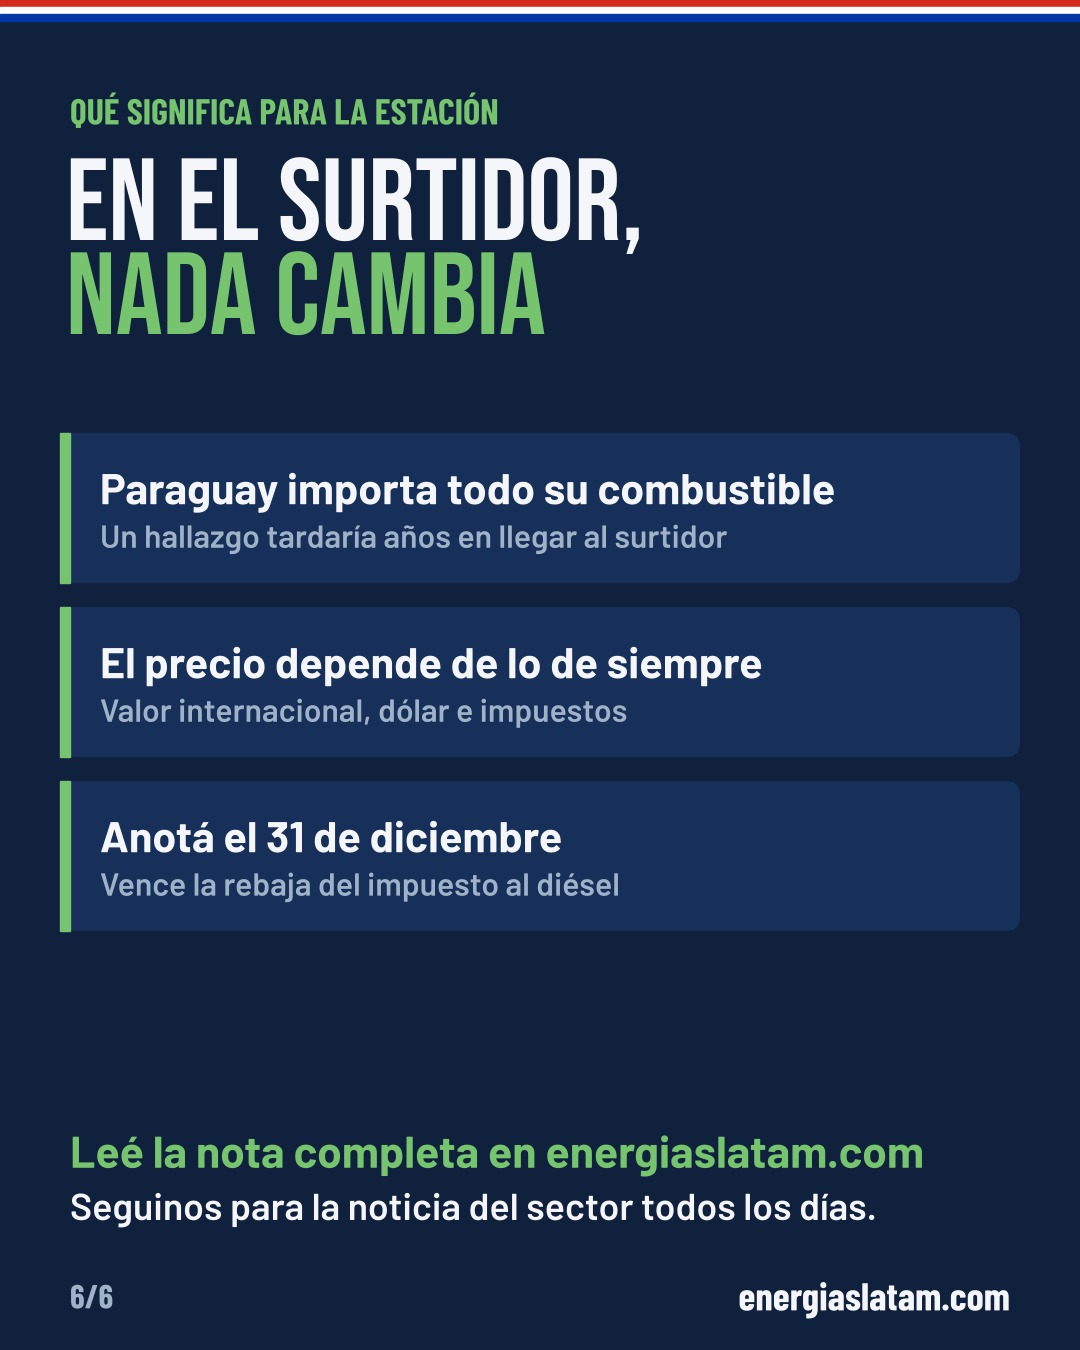 QUÉ SIGNIFICA PARA LA ESTACIÓN
EN EL SURTIDOR,
NADA CAMBIA
Paraguay importa todo su combustible
Un hallazgo tardaría años en llegar al surtidor
El precio depende de lo de siempre
Valor internacional, dólar e impuestos
Anotá el 31 de diciembre
Vence la rebaja del impuesto al diésel
Leé la nota completa en energiaslatam.com
Seguinos para la noticia del sector todos los días.
6/6
energiaslatam.com